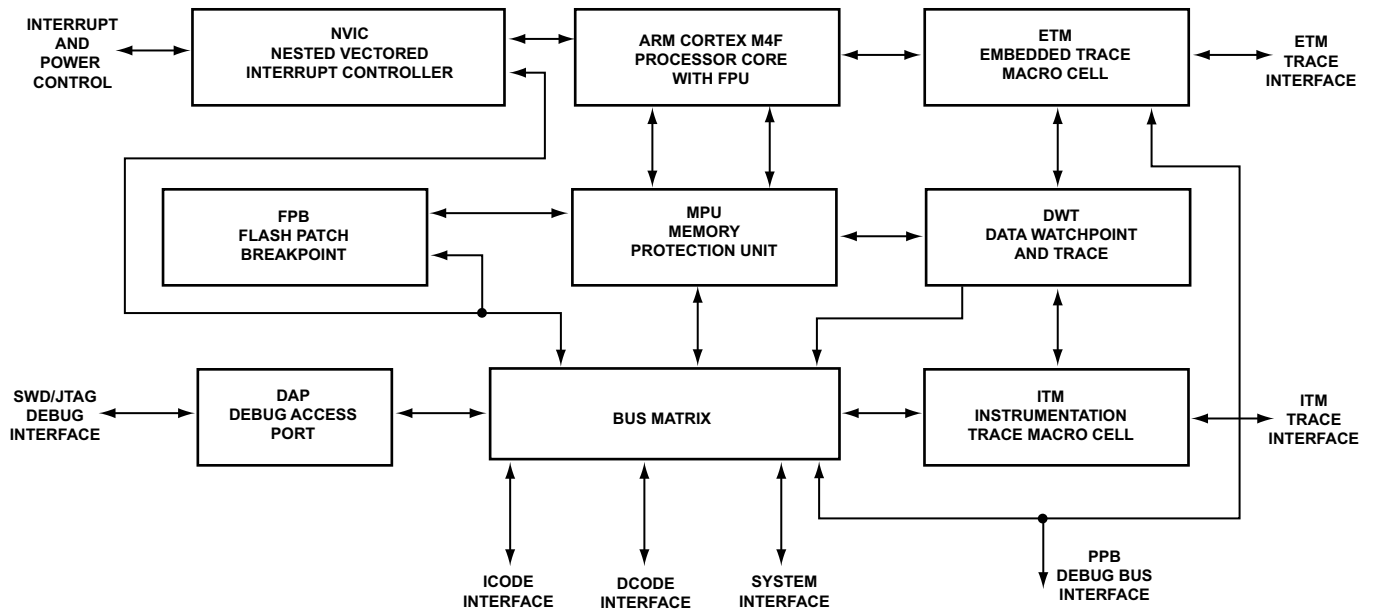 INTERRUPT
AND
POWER
CONTROL
NVIC
NESTED VECTORED
INTERRUPT CONTROLLER
ARM CORTEX M4F
PROCESSOR CORE
WITH FPU
ETM
EMBEDDED TRACE
MACRO CELL
ETM
TRACE
INTERFACE
FPB
FLASH PATCH
BREAKPOINT
MPU
MEMORY
PROTECTION UNIT
DWT
DATA WATCHPOINT
AND TRACE
SWD/JTAG
DEBUG
INTERFACE
DAP
DEBUG ACCESS
PORT
BUS MATRIX
ITM
INSTRUMENTATION
TRACE MACRO CELL
ITM
TRACE
INTERFACE
ICODE
INTERFACE
DCODE
INTERFACE
SYSTEM
INTERFACE
PPB
DEBUG BUS
INTERFACE